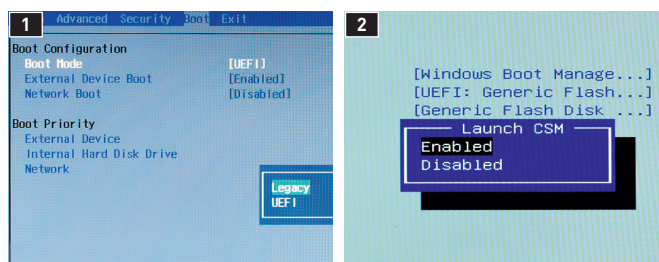 1
Advanced Security Boot Exit
Boot Configuration
Boot Mode [UEFI]
External Device Boot [Enabled]
Network Boot [Disabled]
Boot Priority
External Device
Internal Hard Disk Drive
Network
Legacy
UEFI
2
[Windows Boot Manage...]
[UEFI: Generic Flash...]
[Generic Flash Disk ...]
Launch CSM
Enabled
Disabled